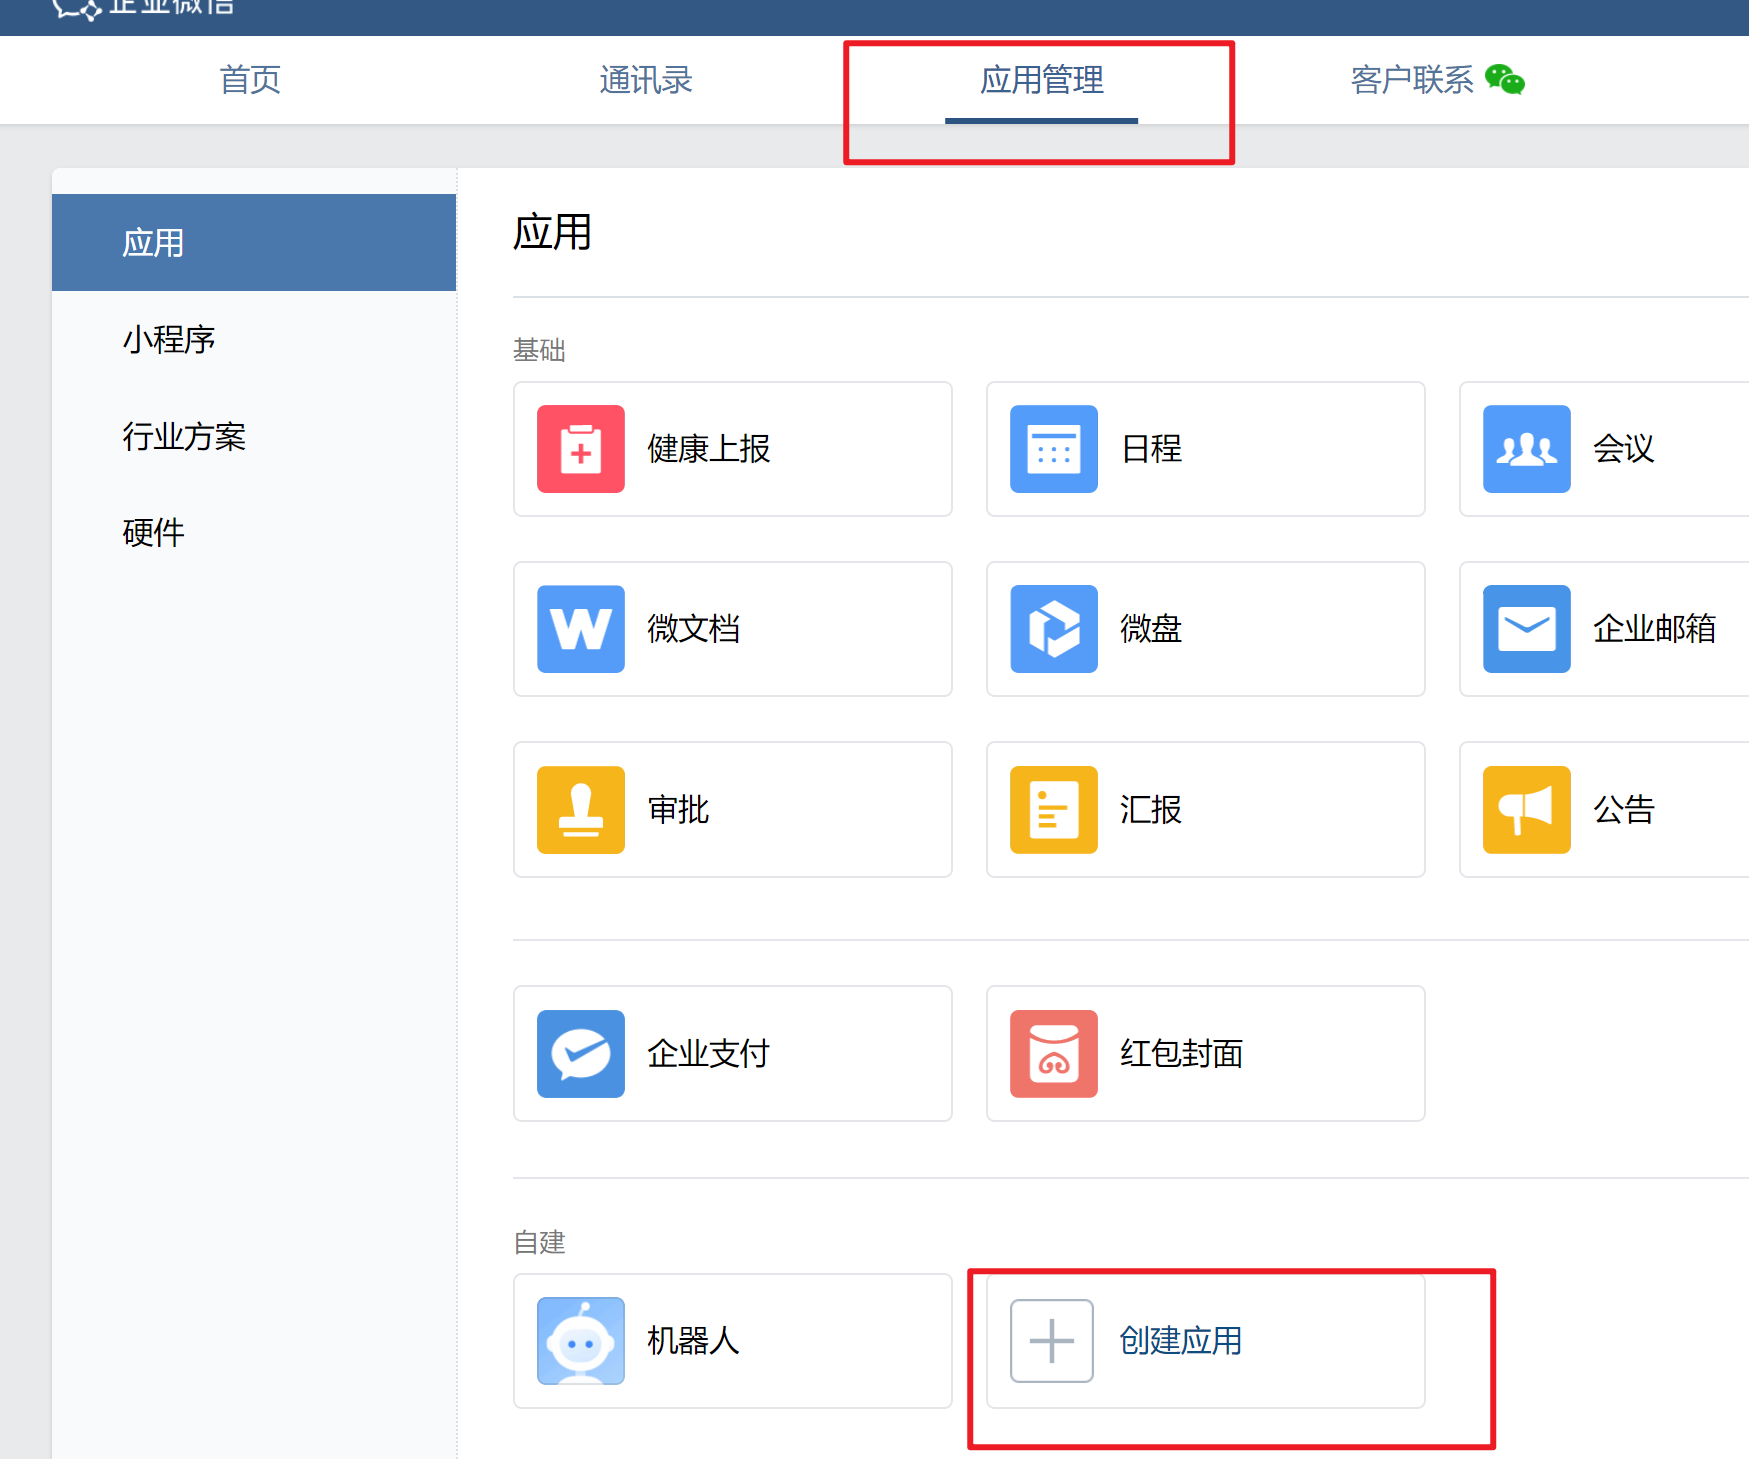 企业微信
首页 通讯录 应用管理 客户联系
应用
小程序
行业方案
硬件
应用
基础
健康上报 日程 会议
微文档 微盘 企业邮箱
审批 汇报 公告
企业支付 红包封面
自建
机器人 创建应用